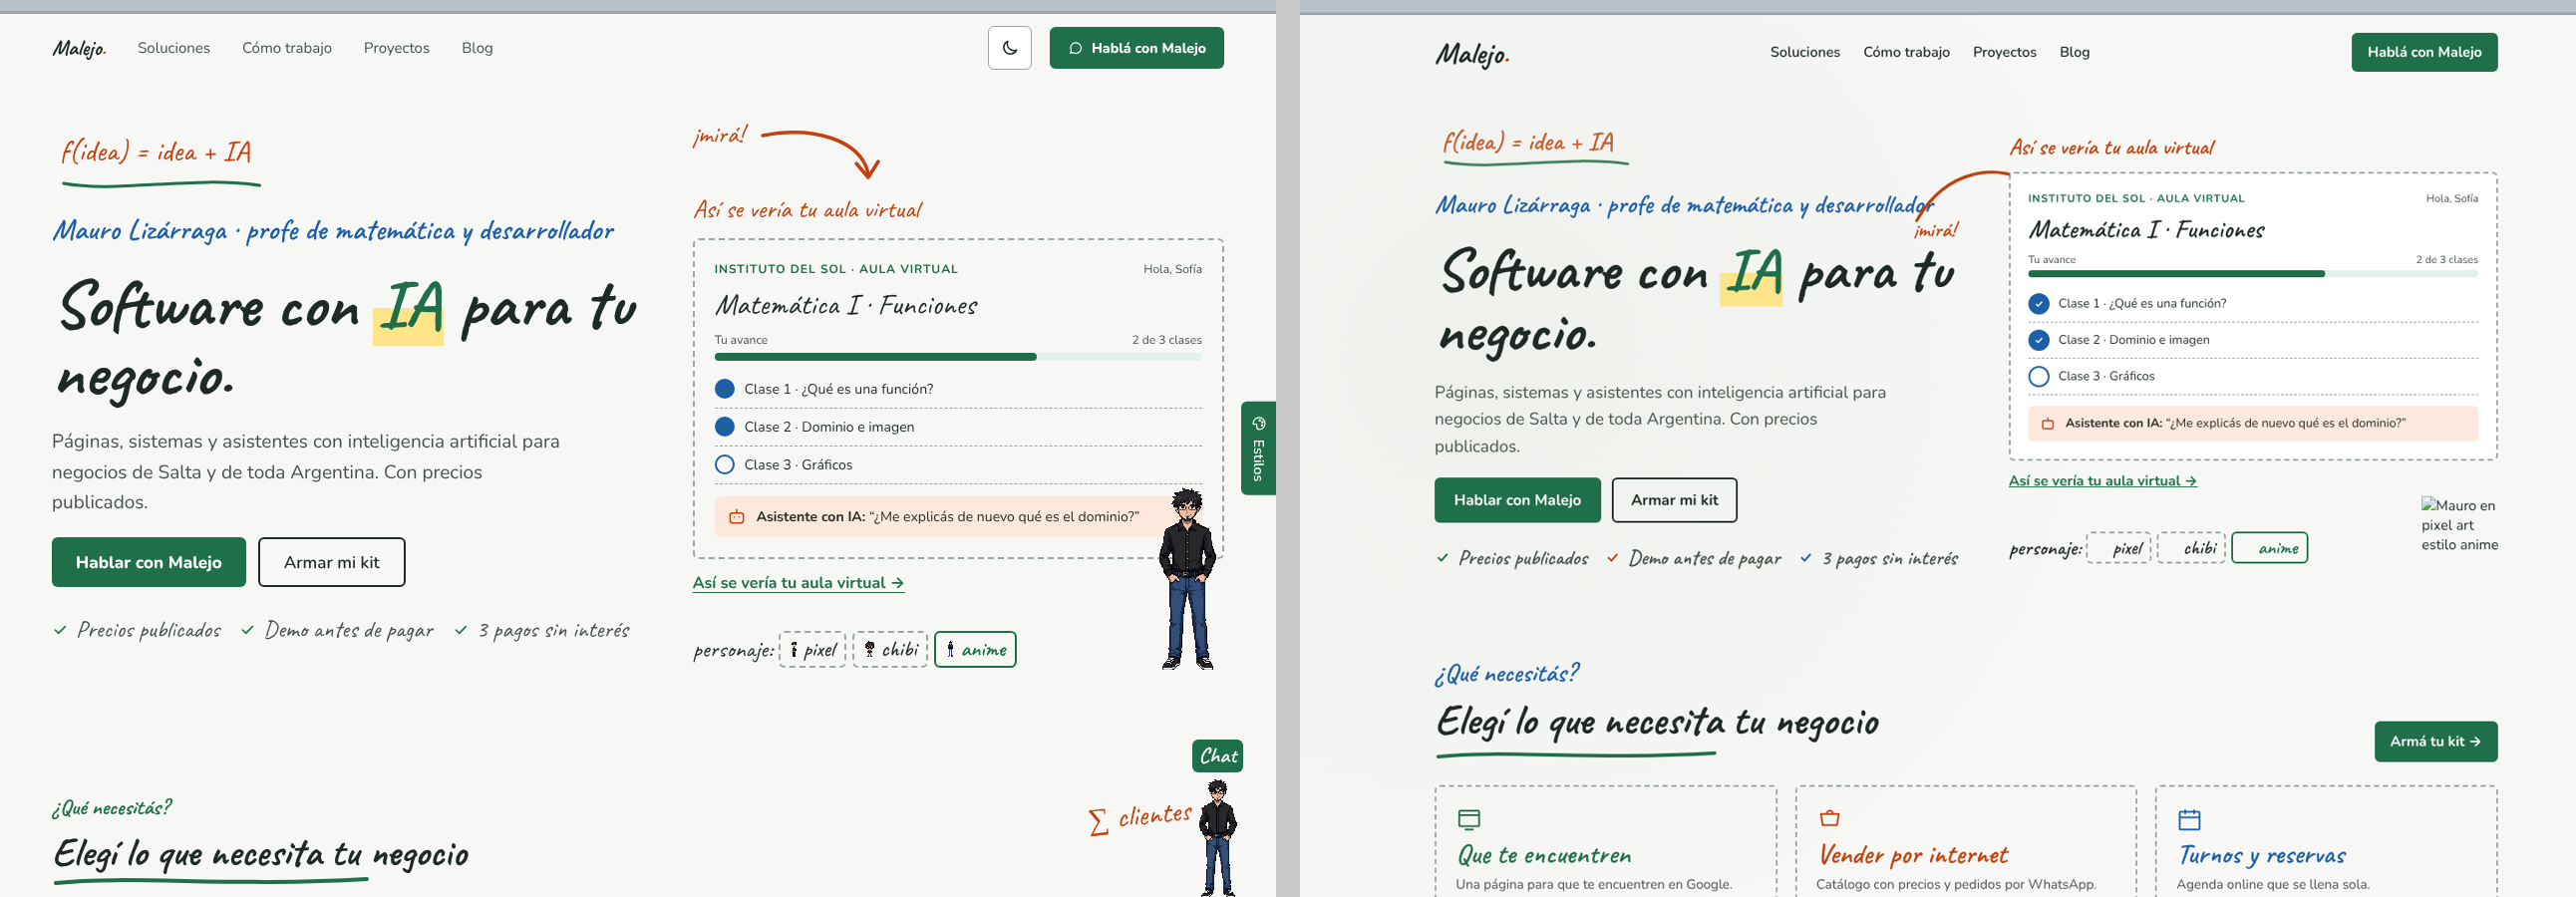 Malejo.
Soluciones
Cómo trabajo
Proyectos
Blog
Hablá con Malejo
f(idea) = idea + IA
Mauro Lizárraga · profe de matemática y desarrollador
Software con IA para tu
negocio.
Páginas, sistemas y asistentes con inteligencia artificial para
negocios de Salta y de toda Argentina. Con precios
publicados.
Hablar con Malejo
Armar mi kit
Precios publicados
Demo antes de pagar
3 pagos sin interés
¡mirá!
Así se vería tu aula virtual
INSTITUTO DEL SOL · AULA VIRTUAL
Hola, Sofía
Matemática I · Funciones
Tu avance
2 de 3 clases
Clase 1 · ¿Qué es una función?
Clase 2 · Dominio e imagen
Clase 3 · Gráficos
Asistente con IA: “¿Me explicás de nuevo qué es el dominio?”
Así se vería tu aula virtual →
personaje:
pixel
chibi
anime
Estilos
Chat
∑ clientes
¿Qué necesitás?
Elegí lo que necesita tu negocio
Malejo.
Soluciones
Cómo trabajo
Proyectos
Blog
Hablá con Malejo
f(idea) = idea + IA
Mauro Lizárraga · profe de matemática y desarrollador
¡mirá!
Software con IA para tu
negocio.
Páginas, sistemas y asistentes con inteligencia artificial para
negocios de Salta y de toda Argentina. Con precios
publicados.
Hablar con Malejo
Armar mi kit
Precios publicados
Demo antes de pagar
3 pagos sin interés
Así se vería tu aula virtual
INSTITUTO DEL SOL · AULA VIRTUAL
Hola, Sofía
Matemática I · Funciones
Tu avance
2 de 3 clases
Clase 1 · ¿Qué es una función?
Clase 2 · Dominio e imagen
Clase 3 · Gráficos
Asistente con IA: “¿Me explicás de nuevo qué es el dominio?”
Así se vería tu aula virtual →
Mauro en
pixel art
estilo anime
personaje:
pixel
chibi
anime
¿Qué necesitás?
Elegí lo que necesita tu negocio
Armá tu kit →
Que te encuentren
Una página para que te encuentren en Google.
Vender por internet
Catálogo con precios y pedidos por WhatsApp.
Turnos y reservas
Agenda online que se llena sola.